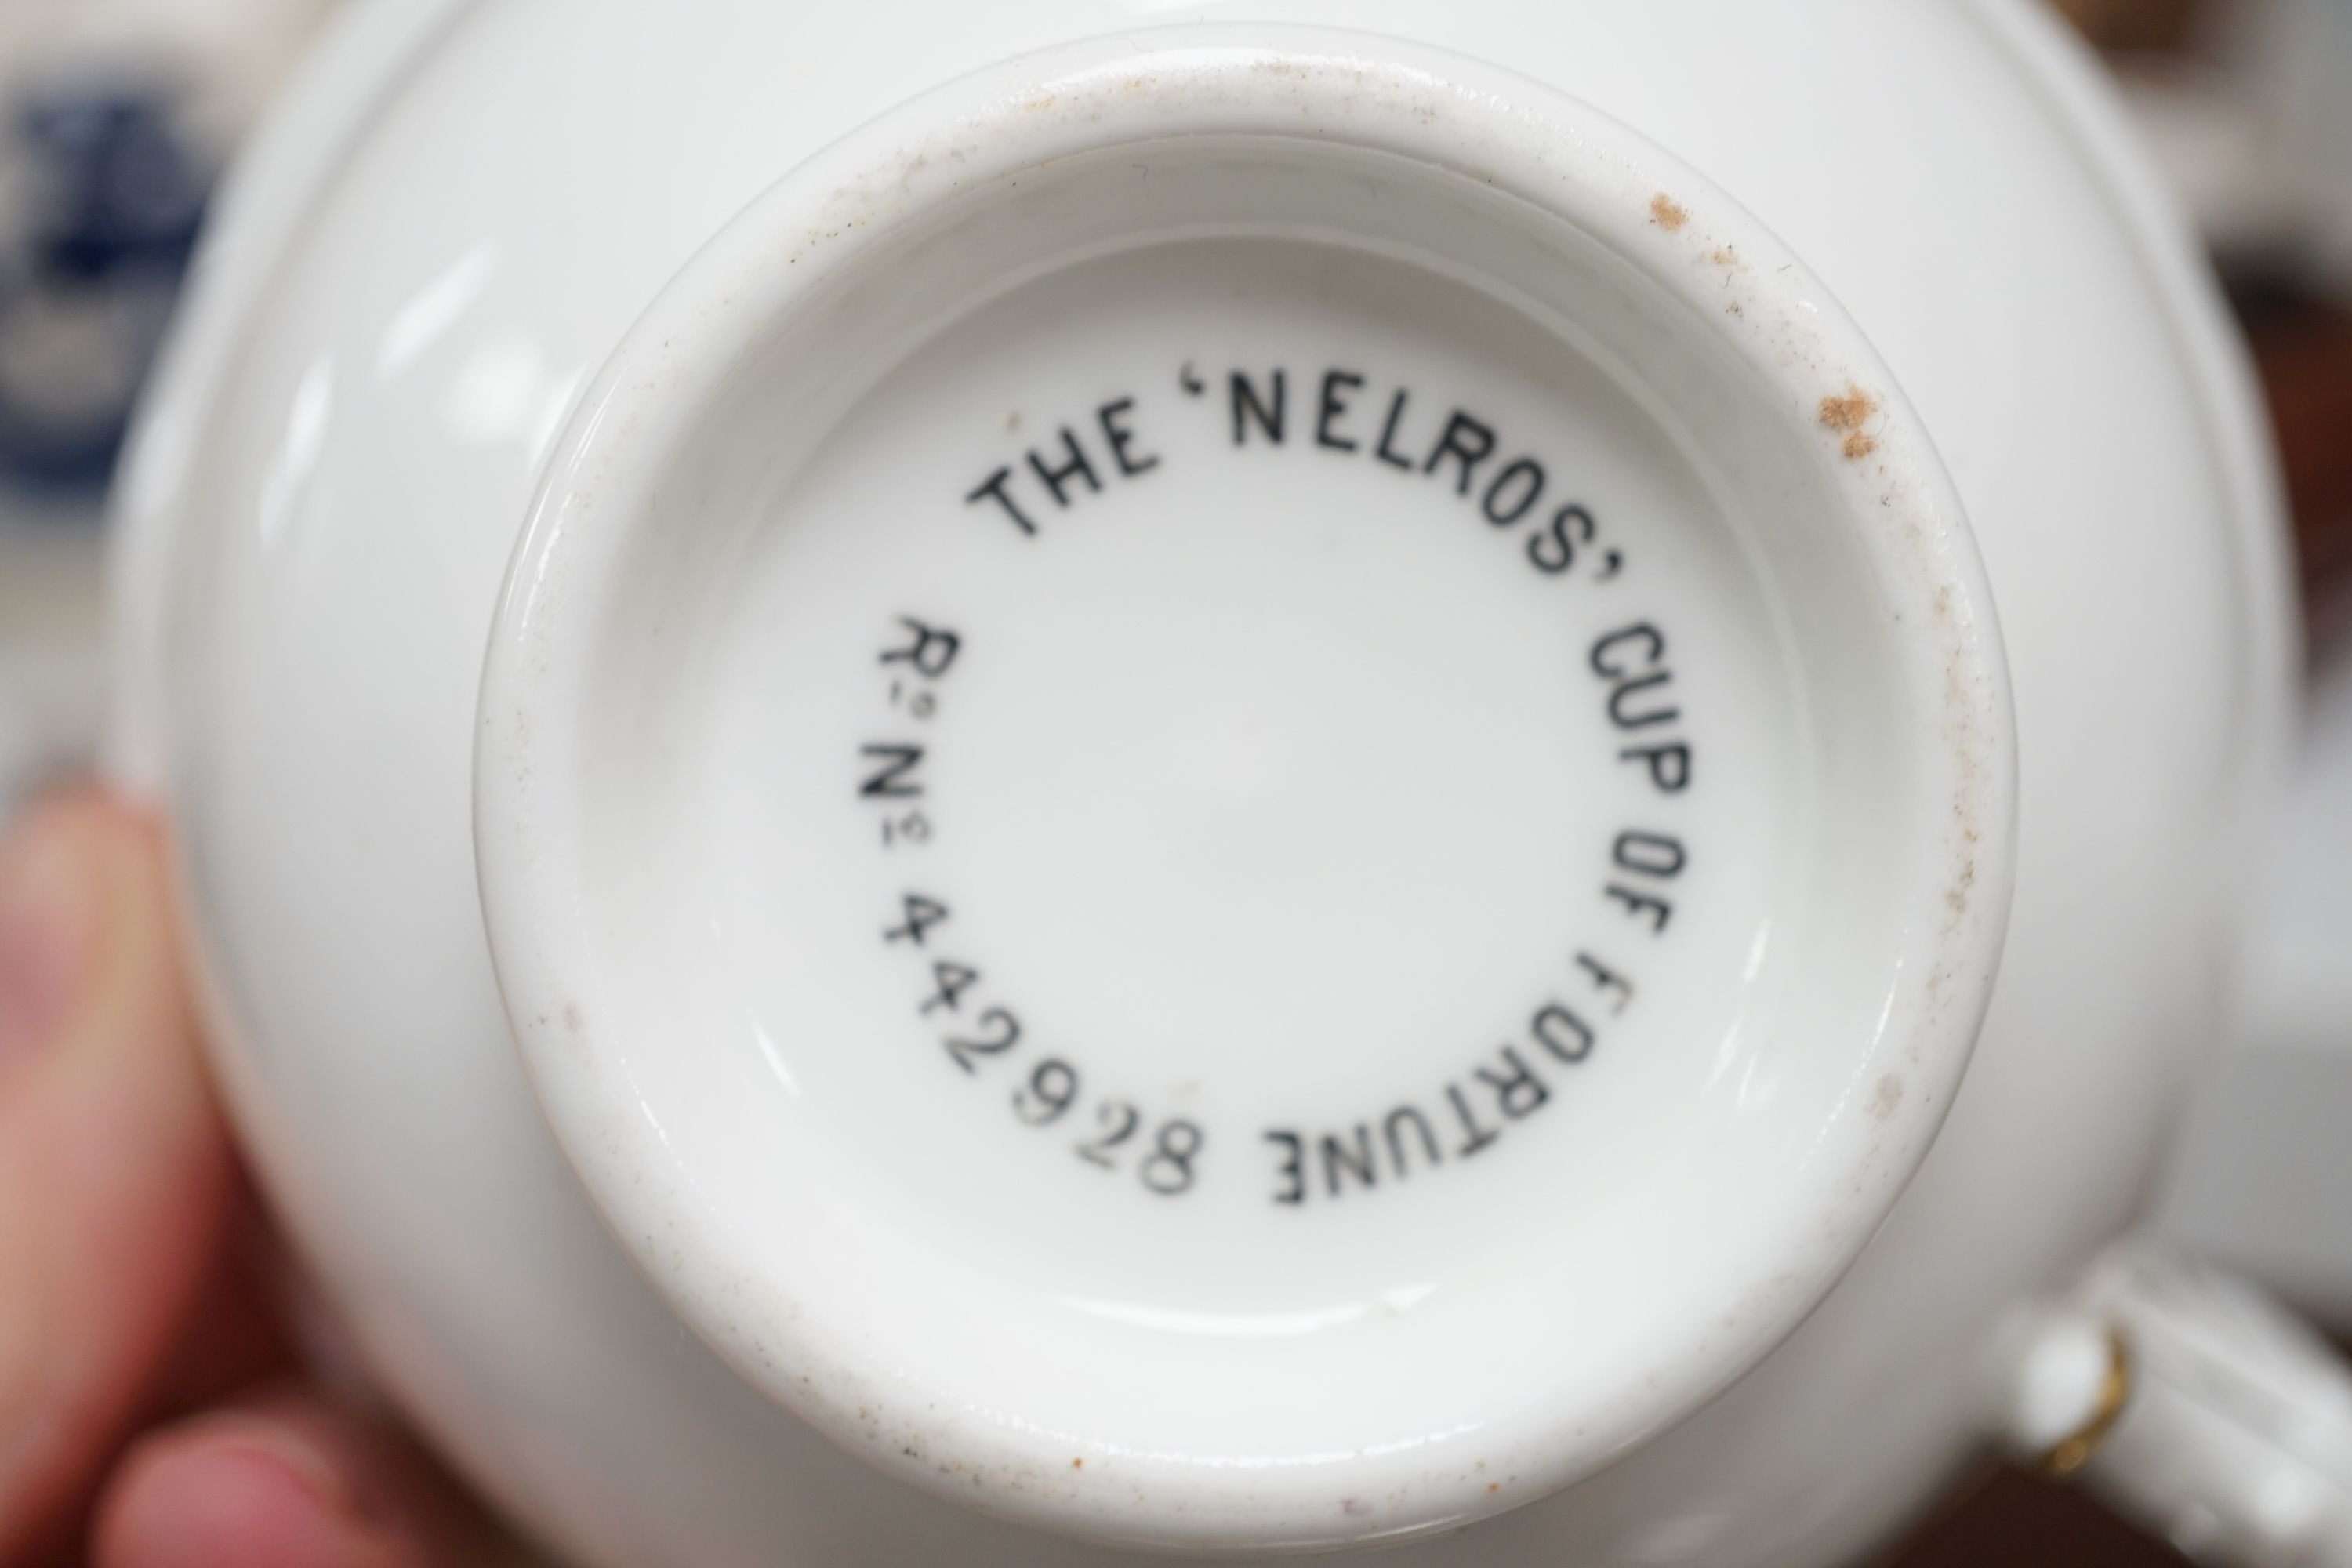 THE ‘NELROS’ CUP OF FORTUNE
Rᵈ Nº 442928